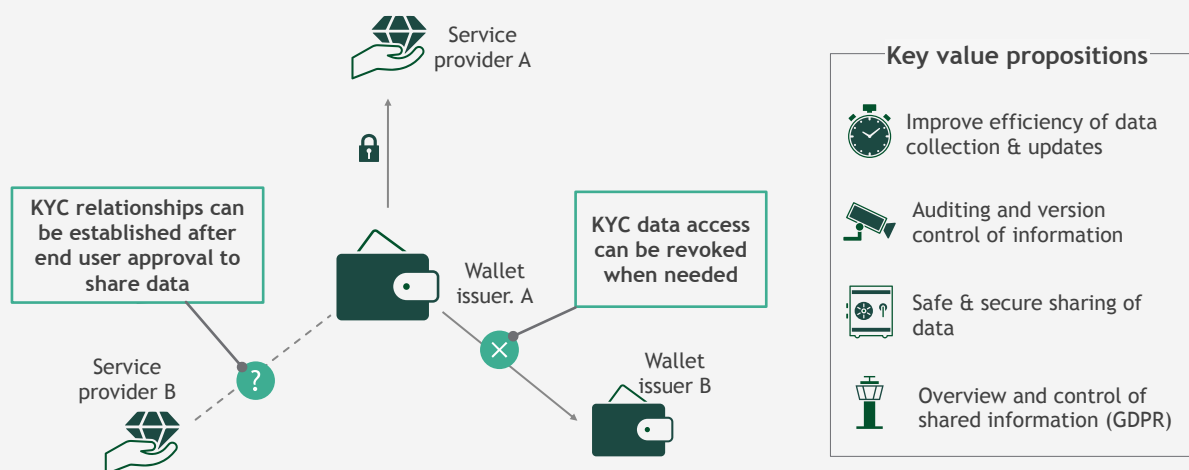 Service
provider A
KYC relationships can
be established after
end user approval to
share data
KYC data access
can be revoked
when needed
Wallet
issuer. A
Service
provider B
?
Wallet
issuer B
Key value propositions
Improve efficiency of data
collection & updates
Auditing and version
control of information
Safe & secure sharing of
data
Overview and control of
shared information (GDPR)